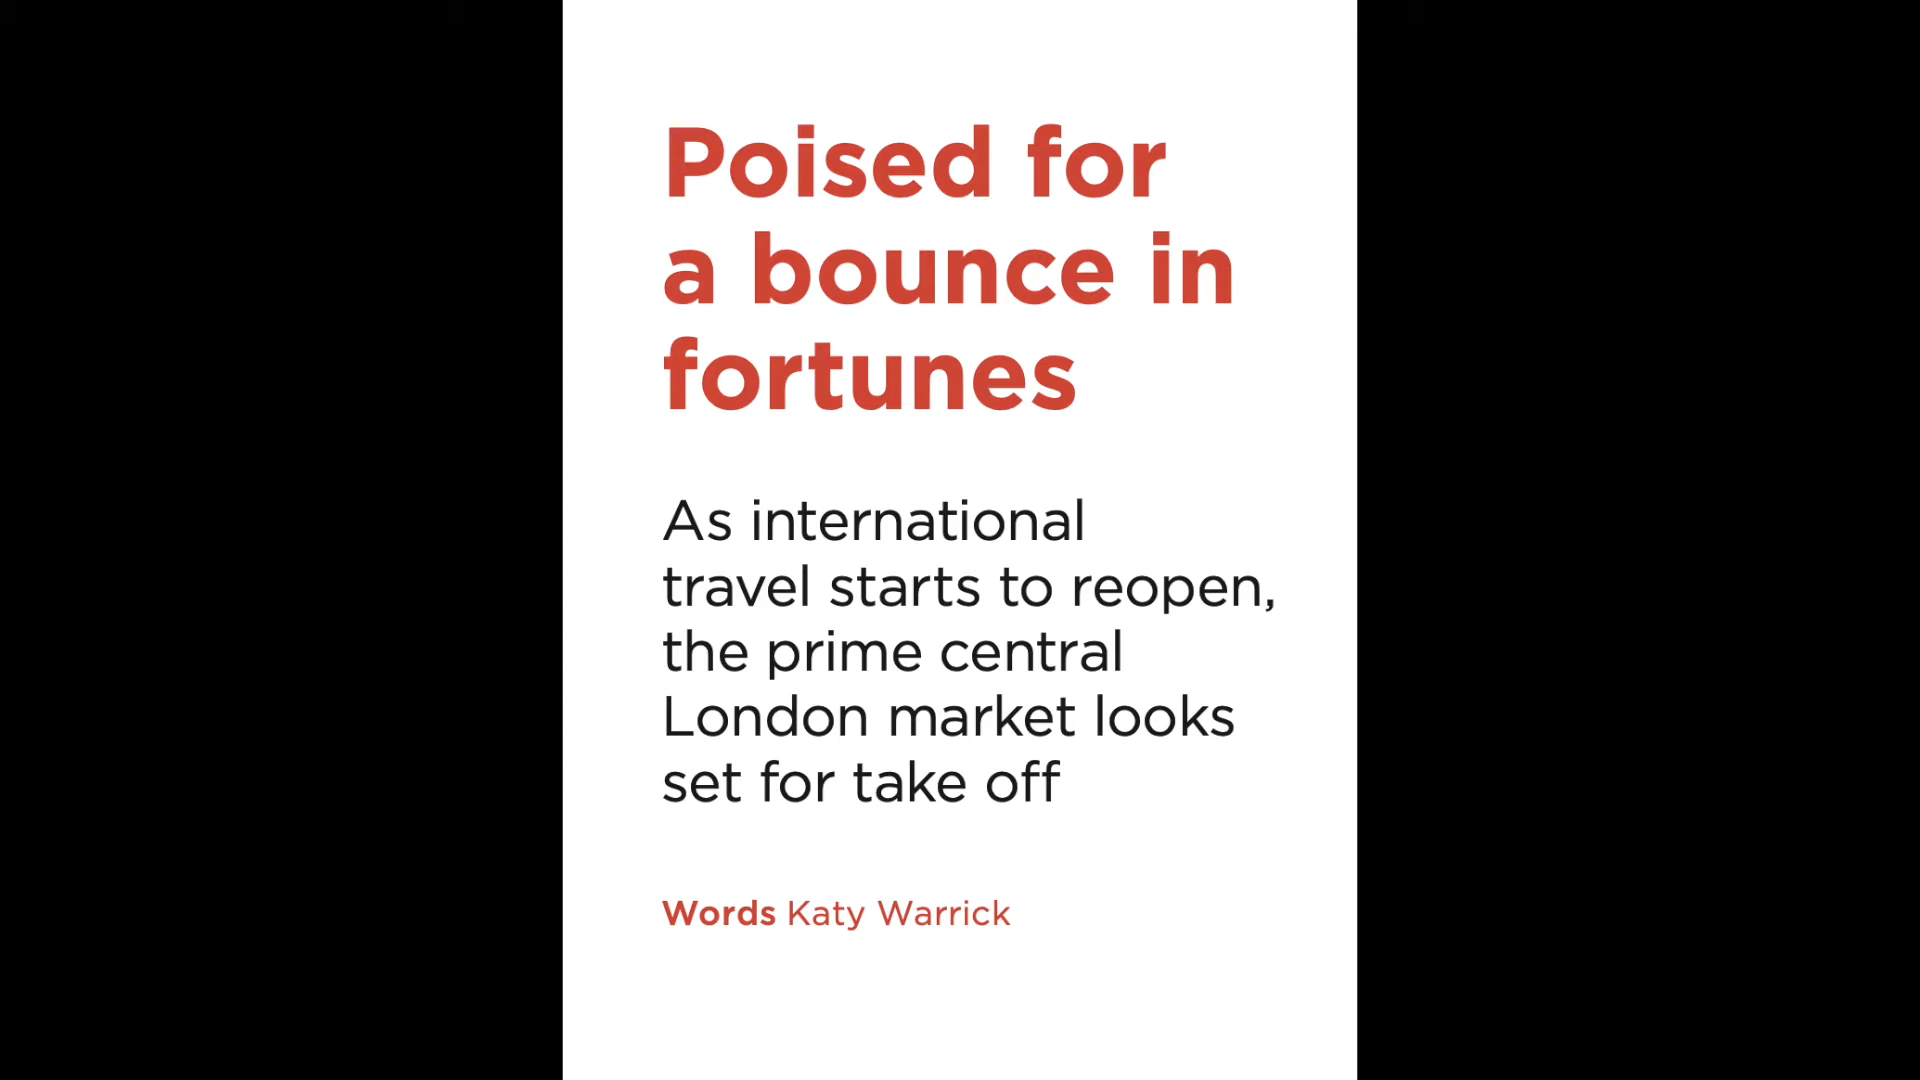 Poised for
a bounce in
fortunes
As international
travel starts to reopen,
the prime central
London market looks
set for take off
Words Katy Warrick